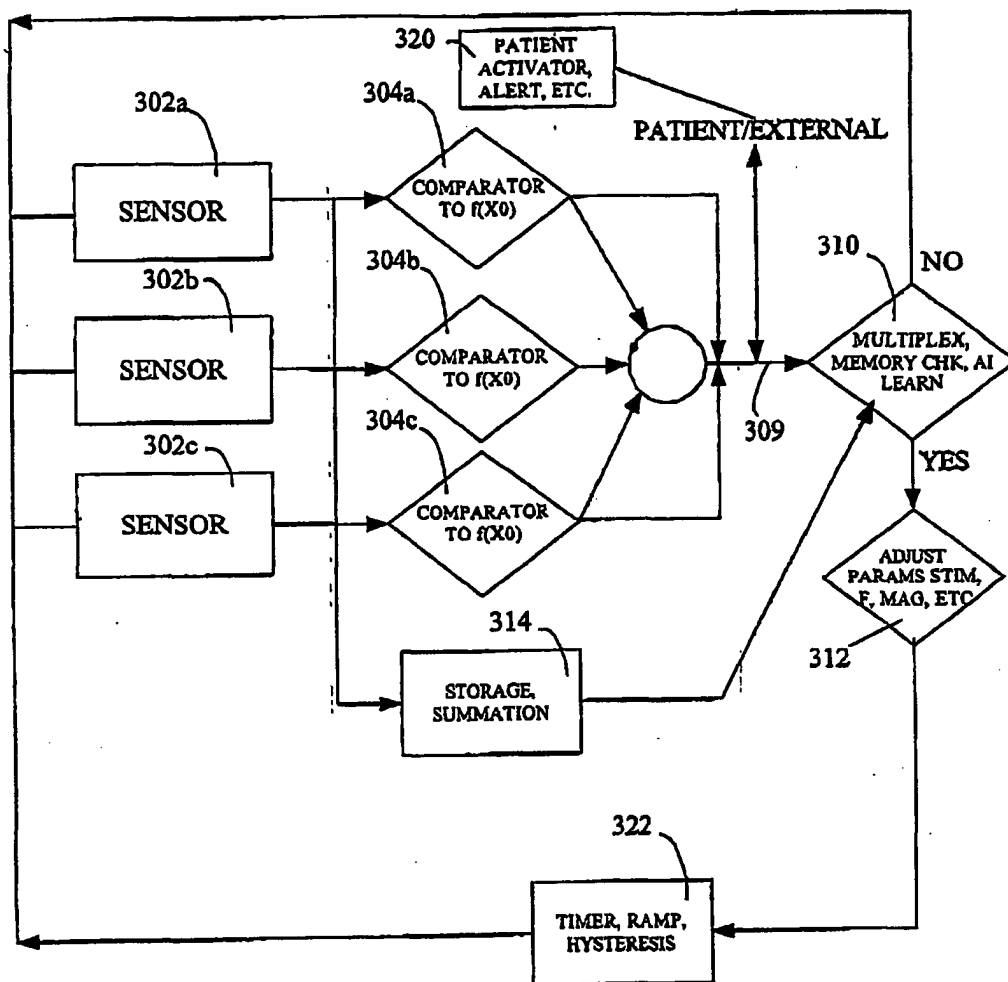 320
PATIENT
ACTIVATOR,
ALERT, ETC.
302a
304a
PATIENT/EXTERNAL
SENSOR
COMPARATOR
TO f(X0)
310
NO
302b
304b
SENSOR
COMPARATOR
TO f(X0)
MULTIPLEX,
MEMORY CHK, AI
LEARN
309
302c
304c
YES
SENSOR
COMPARATOR
TO f(X0)
ADJUST
PARAMS STIM,
F, MAG, ETC
312
314
STORAGE,
SUMMATION
322
TIMER, RAMP,
HYSTERESIS